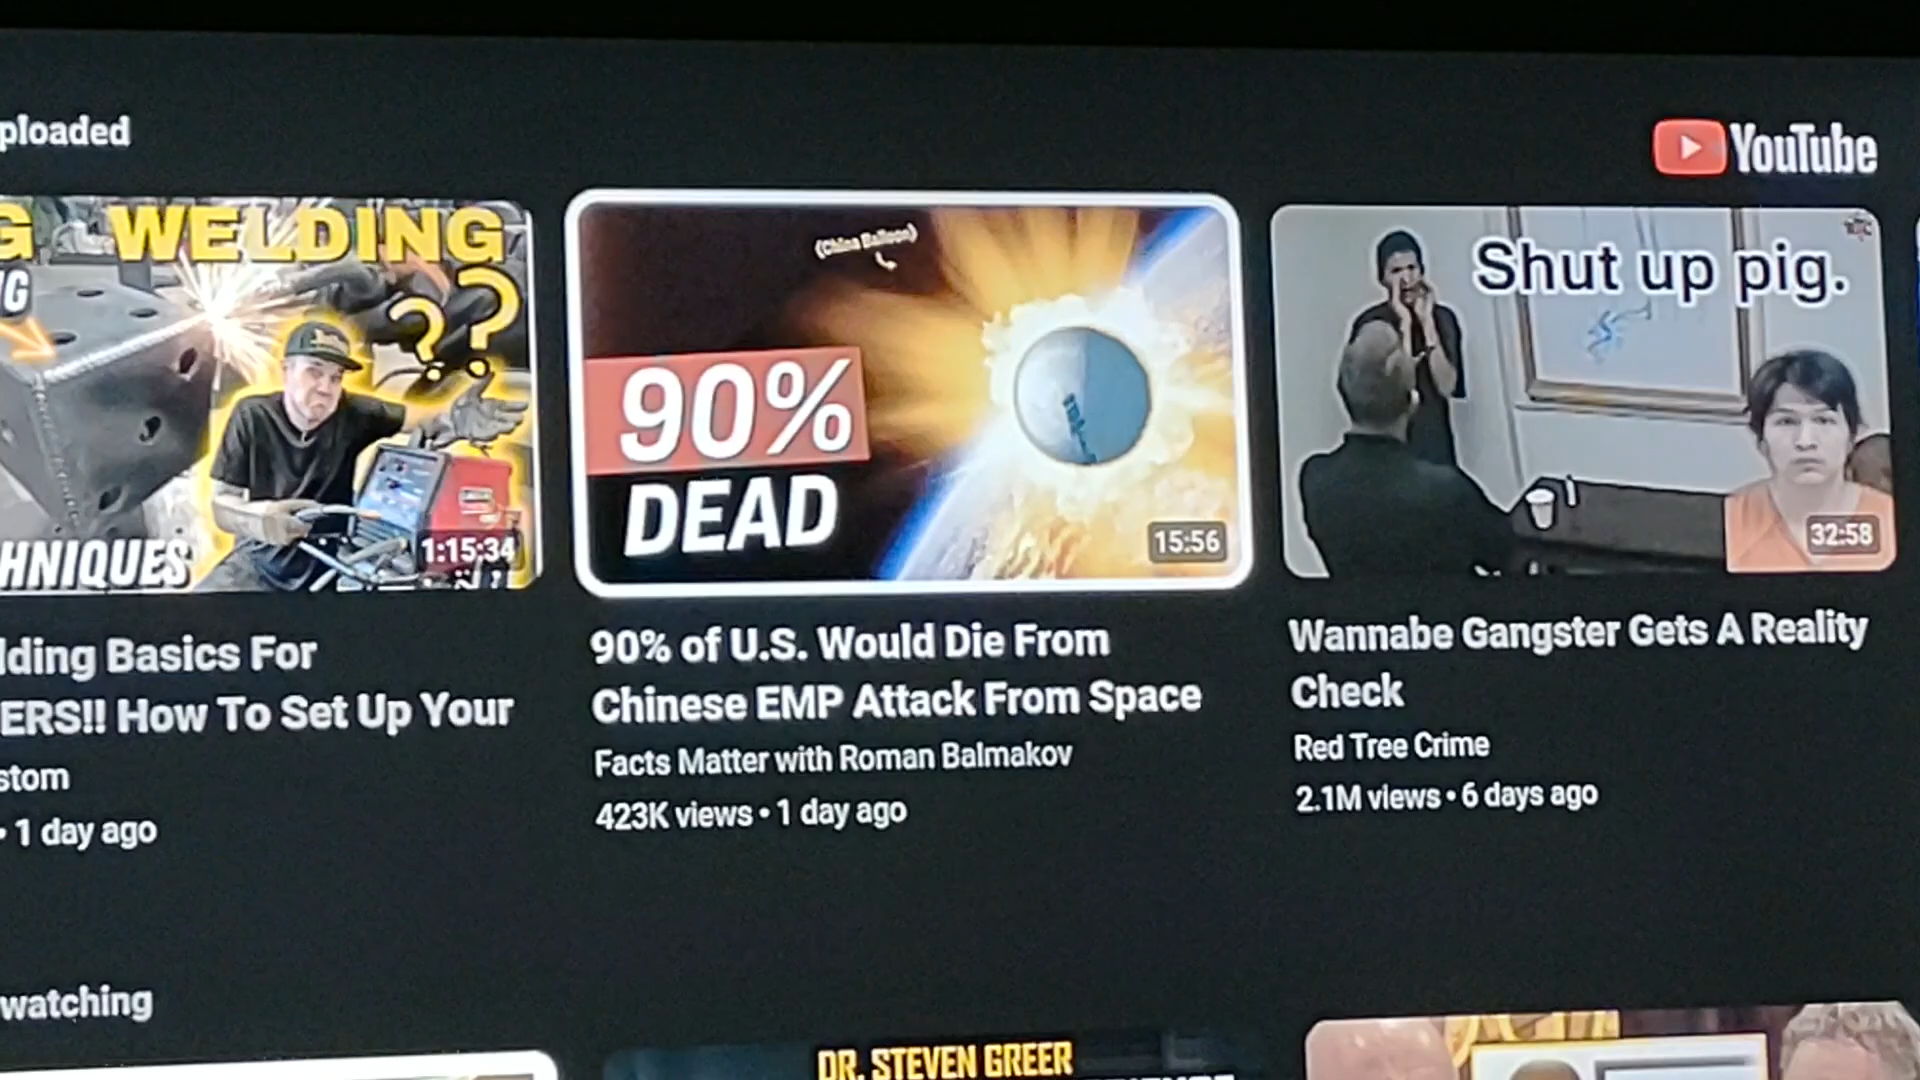 ploaded
YouTube
G WELDING
NG
??
HNIQUES
1:15:34
lding Basics For
ERS!! How To Set Up Your
stom
• 1 day ago
(China Balloon)
90%
DEAD
15:56
90% of U.S. Would Die From
Chinese EMP Attack From Space
Facts Matter with Roman Balmakov
423K views • 1 day ago
Shut up pig.
32:58
Wannabe Gangster Gets A Reality
Check
Red Tree Crime
2.1M views • 6 days ago
watching
DR. STEVEN GREER